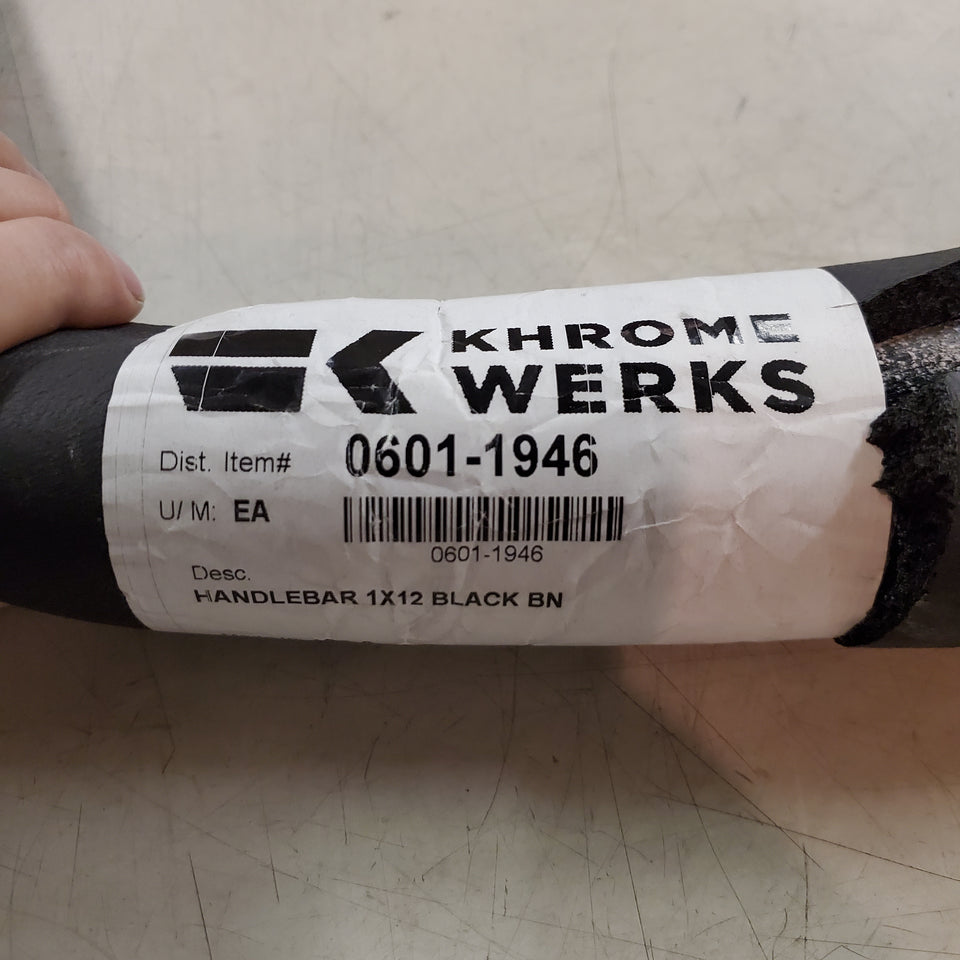 KHROME
WERKS
Dist. Item# 0601-1946
U/M: EA
0601-1946
Desc.
HANDLEBAR 1X12 BLACK BN